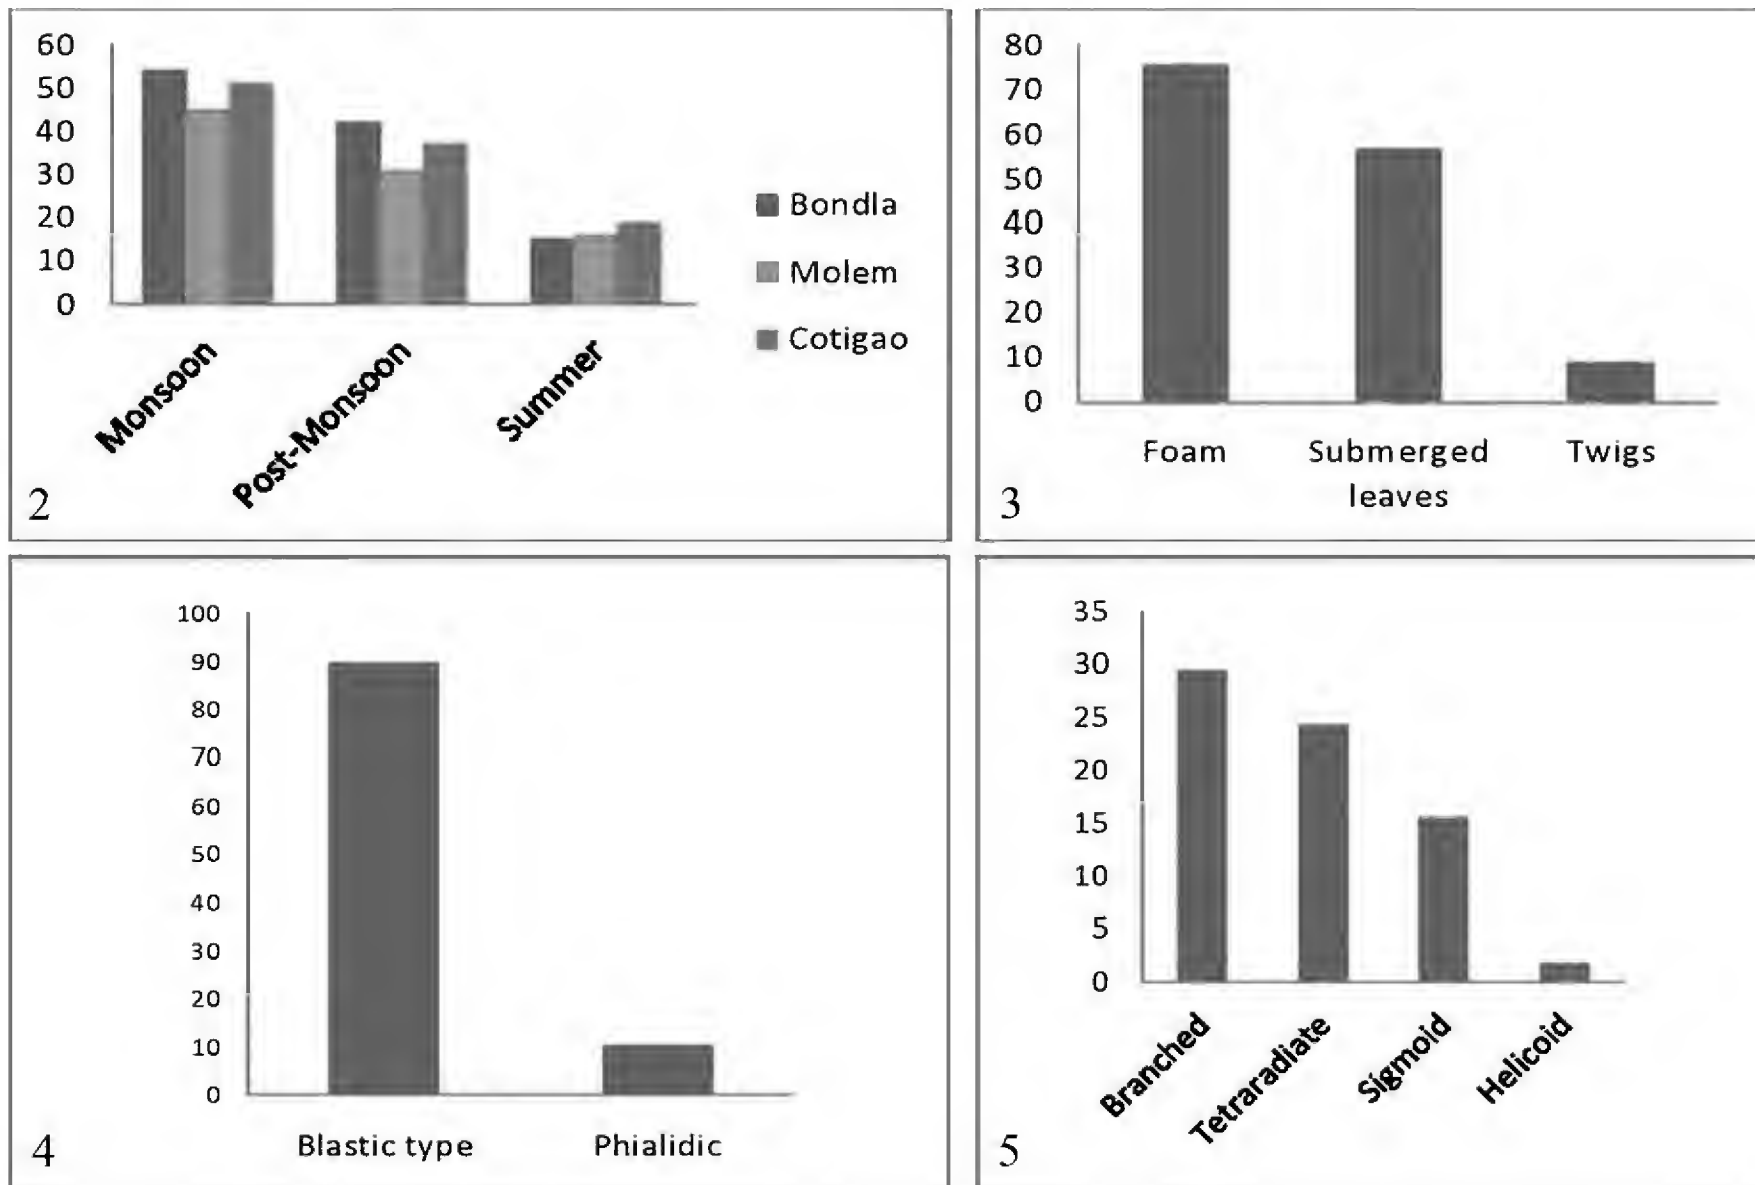 60
50
40
30
20
10
0
Monsoon
Post-Monsoon
Summer
Bondla
Molem
Cotigao
2
80
70
60
50
40
30
20
10
0
Foam
Submerged
leaves
Twigs
3
100
90
80
70
60
50
40
30
20
10
0
Blastic type
Phialidic
4
35
30
25
20
15
10
5
0
Branched
Tetraradiate
Sigmoid
Helicoid
5